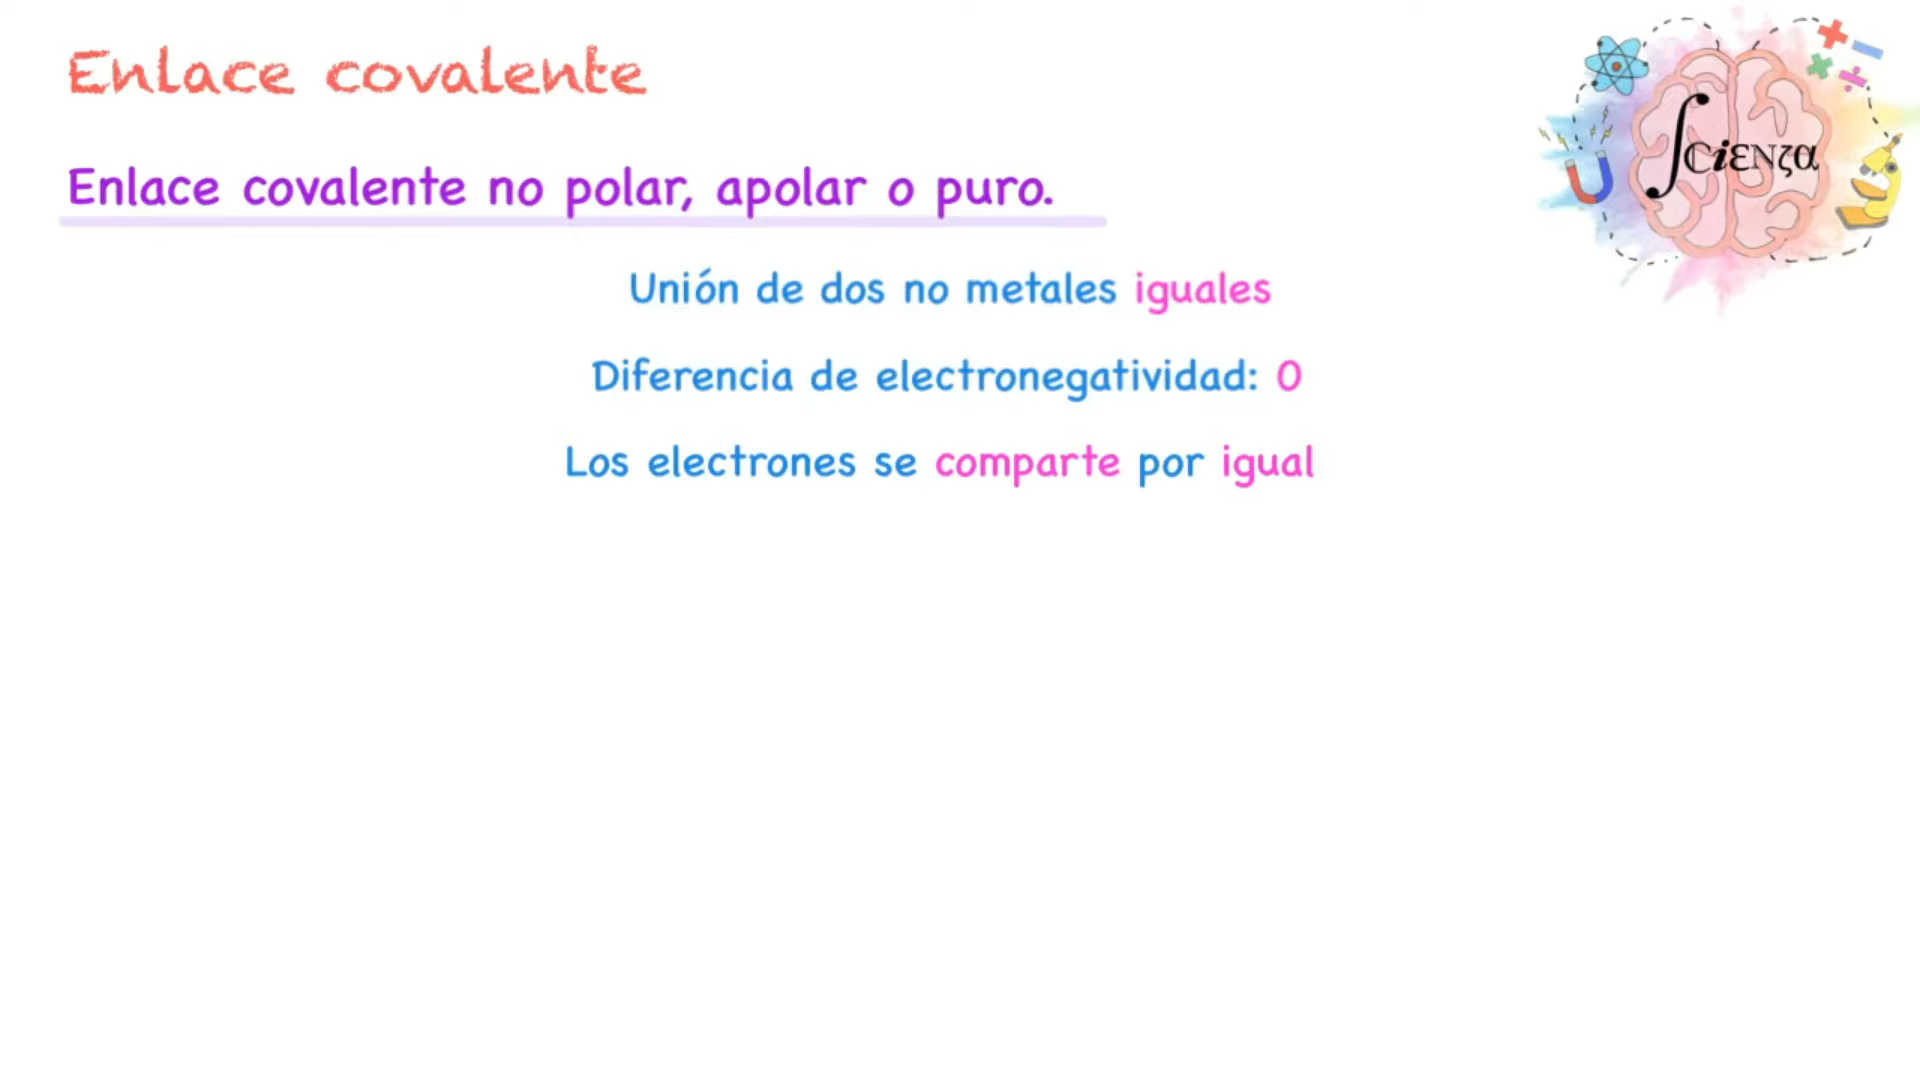 Enlace covalente
Enlace covalente no polar, apolar o puro.
Unión de dos no metales iguales
Diferencia de electronegatividad: 0
Los electrones se comparte por igual
∫ciENζα